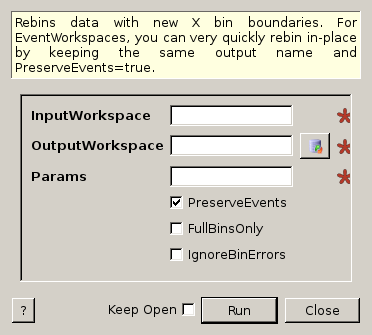 Rebins data with new X bin boundaries. For
EventWorkspaces, you can very quickly rebin in-place
by keeping the same output name and
PreserveEvents=true.
InputWorkspace
OutputWorkspace
Params
PreserveEvents
FullBinsOnly
IgnoreBinErrors
? Keep Open Run Close